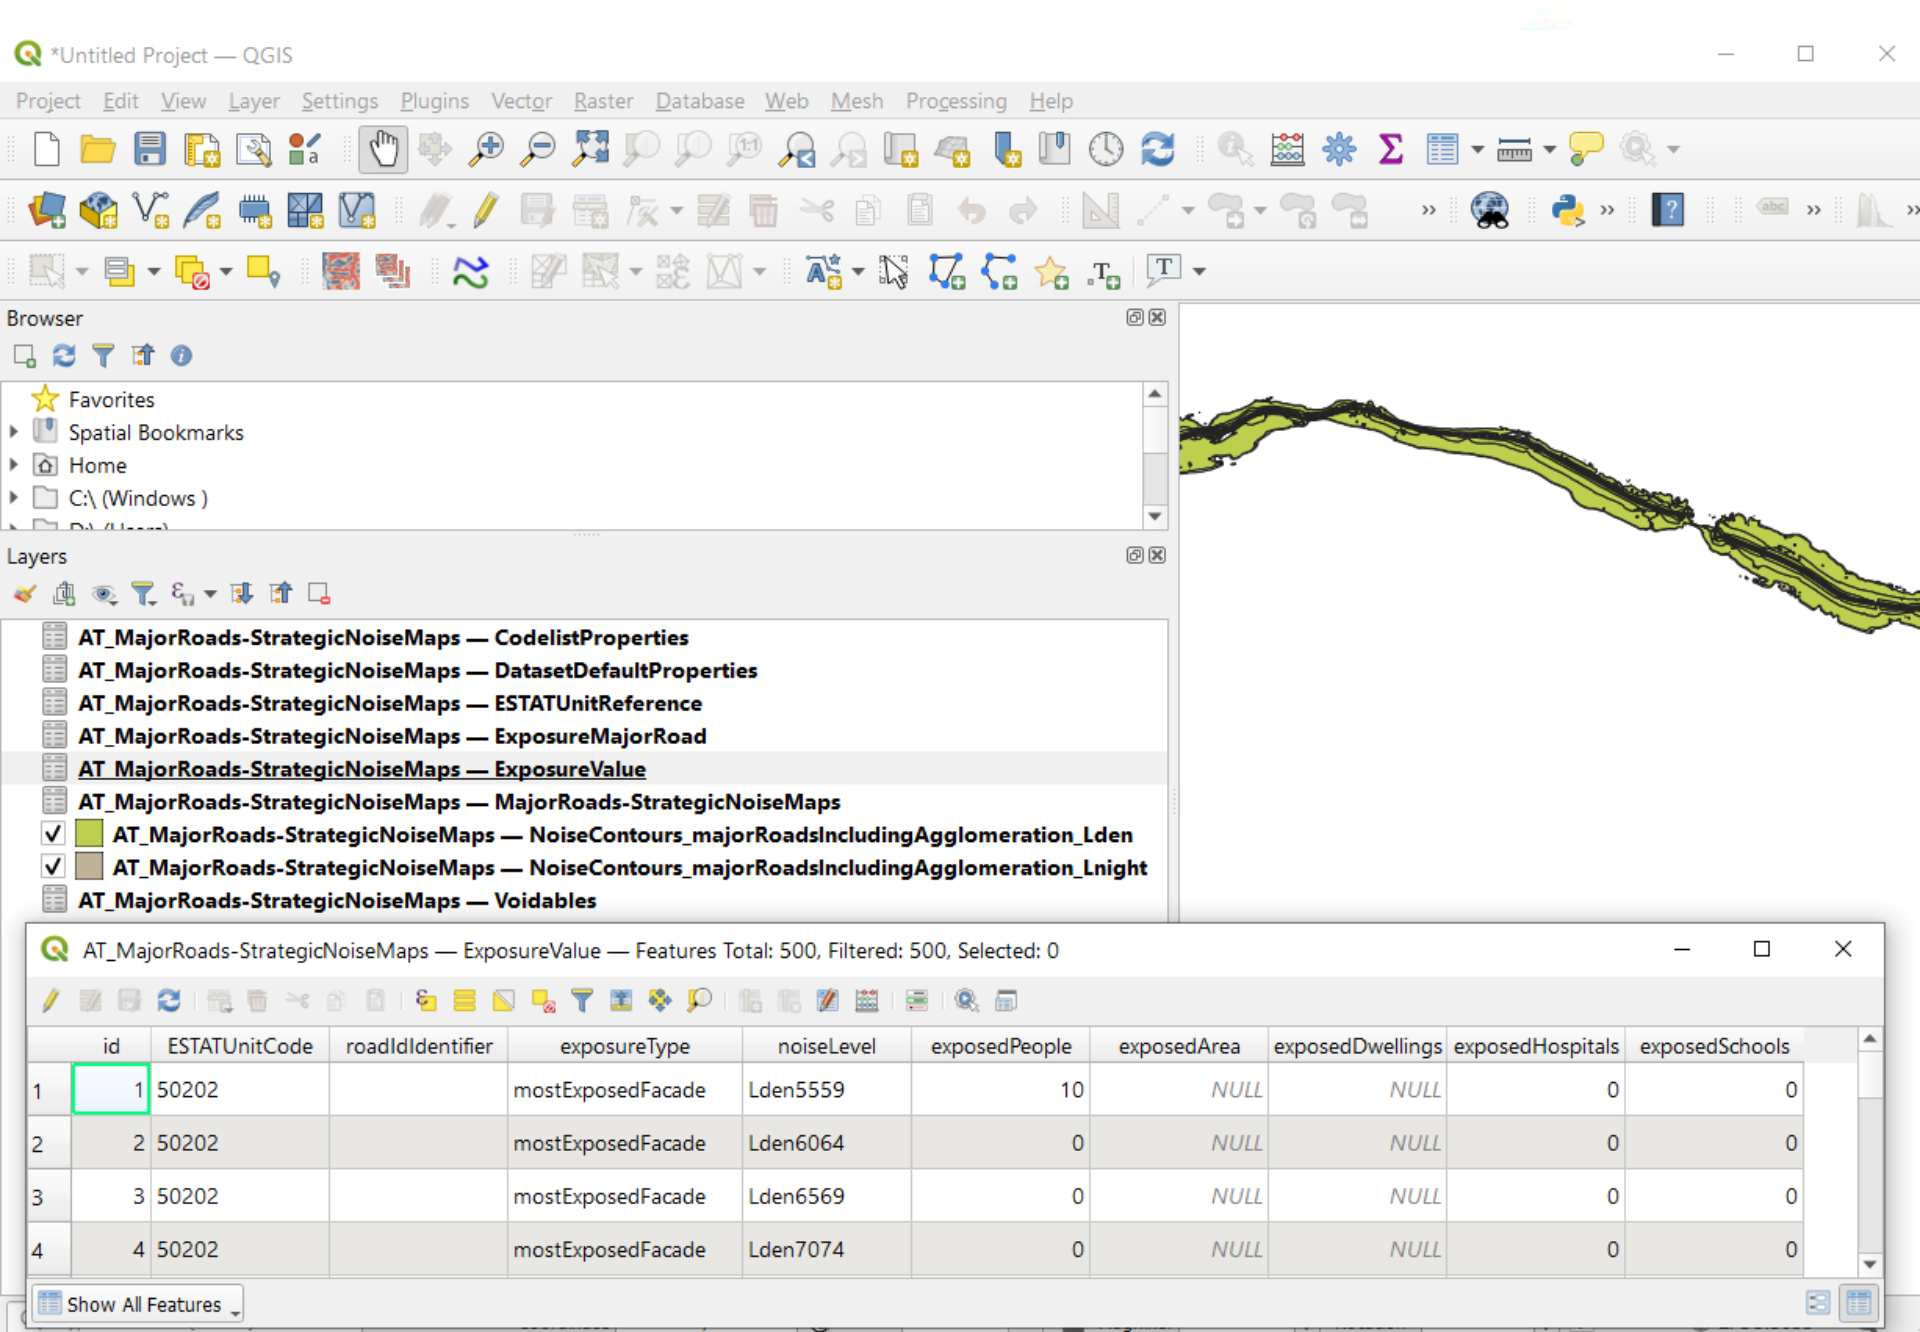 *Untitled Project — QGIS
Project Edit View Layer Settings Plugins Vector Raster Database Web Mesh Processing Help
Browser
Favorites
Spatial Bookmarks
Home
C:\ (Windows )
D:\ (Users)
Layers
AT_MajorRoads-StrategicNoiseMaps — CodelistProperties
AT_MajorRoads-StrategicNoiseMaps — DatasetDefaultProperties
AT_MajorRoads-StrategicNoiseMaps — ESTATUnitReference
AT_MajorRoads-StrategicNoiseMaps — ExposureMajorRoad
AT_MajorRoads-StrategicNoiseMaps — ExposureValue
AT_MajorRoads-StrategicNoiseMaps — MajorRoads-StrategicNoiseMaps
AT_MajorRoads-StrategicNoiseMaps — NoiseContours_majorRoadsIncludingAgglomeration_Lden
AT_MajorRoads-StrategicNoiseMaps — NoiseContours_majorRoadsIncludingAgglomeration_Lnight
AT_MajorRoads-StrategicNoiseMaps — Voidables
AT_MajorRoads-StrategicNoiseMaps — ExposureValue — Features Total: 500, Filtered: 500, Selected: 0
id ESTATUnitCode roadIdIdentifier exposureType noiseLevel exposedPeople exposedArea exposedDwellings exposedHospitals exposedSchools
1 1 50202 mostExposedFacade Lden5559 10 NULL NULL 0 0
2 2 50202 mostExposedFacade Lden6064 0 NULL NULL 0 0
3 3 50202 mostExposedFacade Lden6569 0 NULL NULL 0 0
4 4 50202 mostExposedFacade Lden7074 0 NULL NULL 0 0
Show All Features